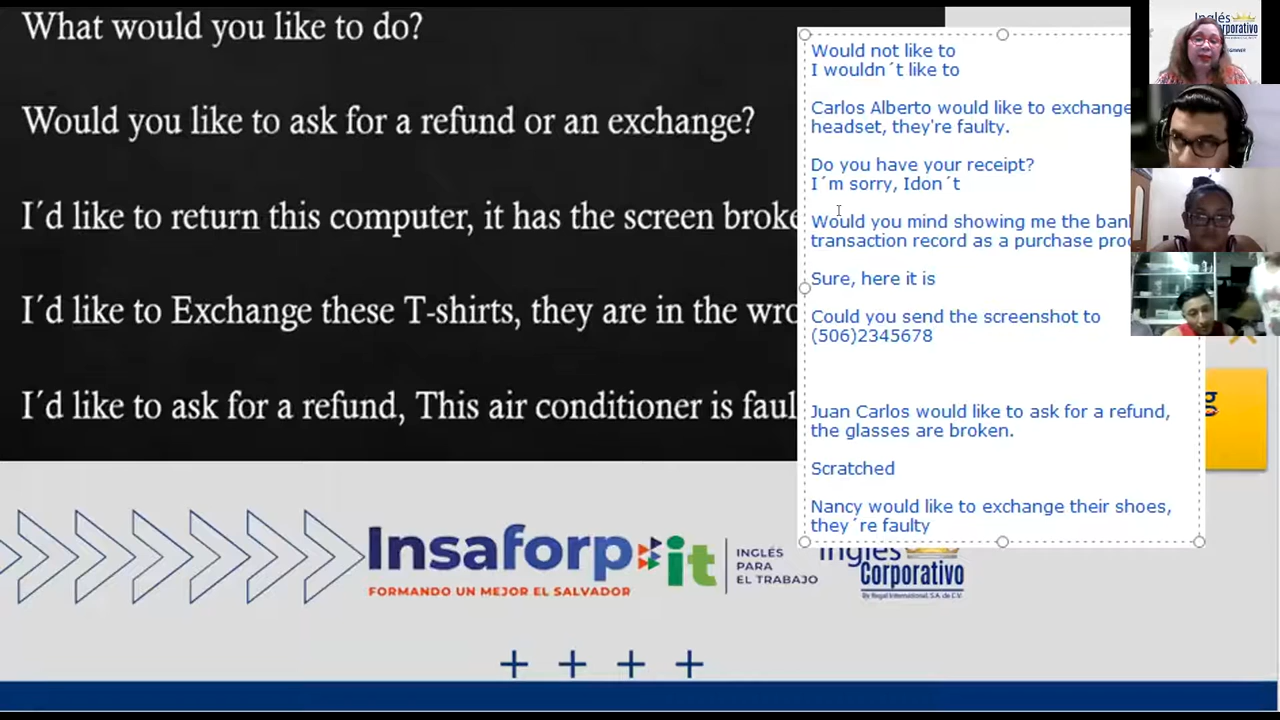 What would you like to do?
Would you like to ask for a refund or an exchange?
I´d like to return this computer, it has the screen
I´d like to Exchange these T-shirts, they are in the
I´d like to ask for a refund, This air conditioner is
Would not like to
I wouldn´t like to
Carlos Alberto would like to exchange
headset, they're faulty.
Do you have your receipt?
I´m sorry, Idon´t
Would you mind showing me the
transaction record as a purchase
Sure, here it is
Could you send the screenshot to
(506)2345678
Juan Carlos would like to ask for a refund,
the glasses are broken.
Scratched
Nancy would like to exchange their shoes,
they´re faulty
Insaforp it
FORMANDO UN MEJOR EL SALVADOR
INGLÉS
PARA
EL TRABAJO
Inglés
Corporativo
By Regal International, S.A. de C.V.
Inglés